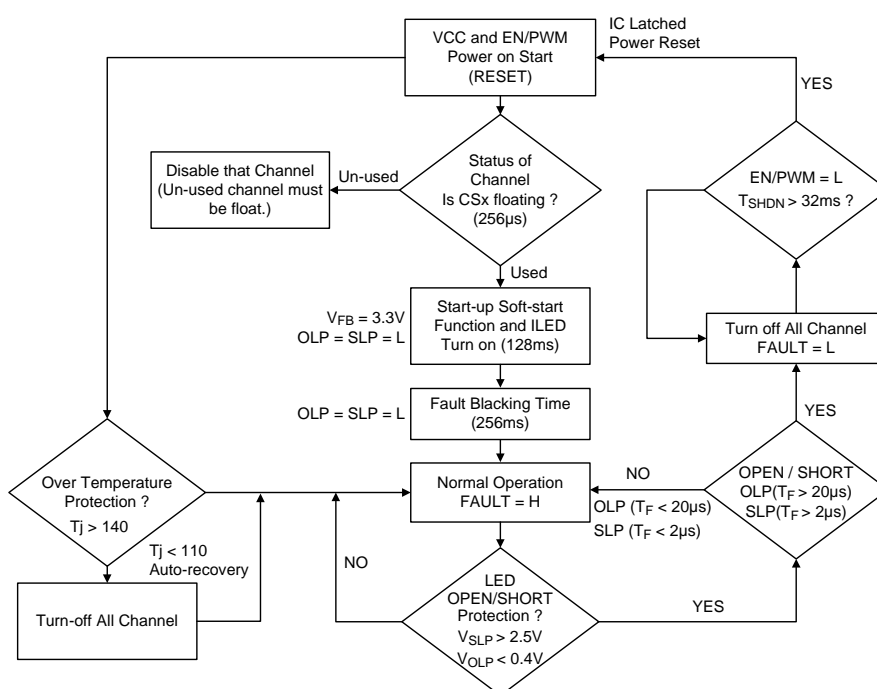 VCC and EN/PWM
Power on Start
(RESET)
IC Latched
Power Reset
YES
Status of
Channel
Is CSx floating ?
(256µs)
Un-used
Disable that Channel
(Un-used channel must
be float.)
EN/PWM = L
TSHDN > 32ms ?
Used
VFB = 3.3V
OLP = SLP = L
Start-up Soft-start
Function and ILED
Turn on (128ms)
Turn off All Channel
FAULT = L
OLP = SLP = L
Fault Blacking Time
(256ms)
YES
Over Temperature
Protection ?
Tj > 140
Normal Operation
FAULT = H
NO
OLP (TF < 20µs)
SLP (TF < 2µs)
OPEN / SHORT
OLP(TF > 20µs)
SLP(TF > 2µs)
Tj < 110
Auto-recovery
Turn-off All Channel
NO
LED
OPEN/SHORT
Protection ?
VSLP > 2.5V
VOLP < 0.4V
YES